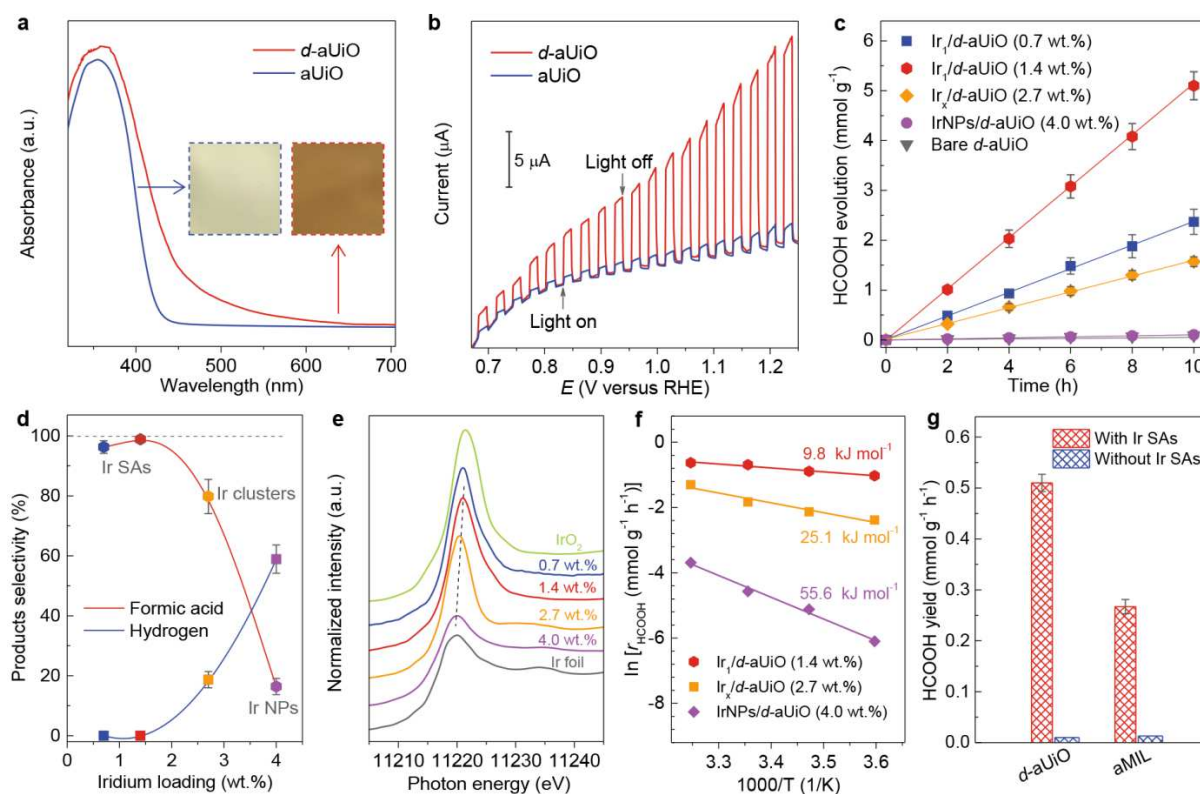 a
d-aUiO
aUiO
Absorbance (a.u.)
400 500 600 700
Wavelength (nm)
b
d-aUiO
aUiO
5 μA
Light off
Light on
Current (μA)
0.7 0.8 0.9 1.0 1.1 1.2
E (V versus RHE)
c
Ir₁/d-aUiO (0.7 wt.%)
Ir₁/d-aUiO (1.4 wt.%)
Irₓ/d-aUiO (2.7 wt.%)
IrNPs/d-aUiO (4.0 wt.%)
Bare d-aUiO
HCOOH evolution (mmol g⁻¹)
6
5
4
3
2
1
0
0 2 4 6 8 10
Time (h)
d
100
80
60
40
20
0
Products selectivity (%)
Ir SAs
Ir clusters
Formic acid
Hydrogen
Ir NPs
0 1 2 3 4
Iridium loading (wt.%)
e
Normalized intensity (a.u.)
IrO₂
0.7 wt.%
1.4 wt.%
2.7 wt.%
4.0 wt.%
Ir foil
11210 11220 11230 11240
Photon energy (eV)
f
ln [r_HCOOH (mmol g⁻¹ h⁻¹)]
-0
-2
-4
-6
-8
9.8 kJ mol⁻¹
25.1 kJ mol⁻¹
55.6 kJ mol⁻¹
Ir₁/d-aUiO (1.4 wt.%)
Irₓ/d-aUiO (2.7 wt.%)
IrNPs/d-aUiO (4.0 wt.%)
3.3 3.4 3.5 3.6
1000/T (1/K)
g
With Ir SAs
Without Ir SAs
HCOOH yield (mmol g⁻¹ h⁻¹)
0.6
0.5
0.4
0.3
0.2
0.1
0.0
d-aUiO
aMIL